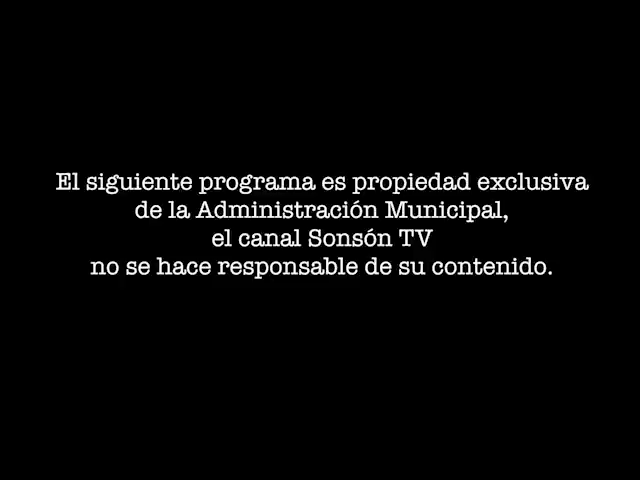 El siguiente programa es propiedad exclusiva
de la Administración Municipal,
el canal Sonsón TV
no se hace responsable de su contenido.